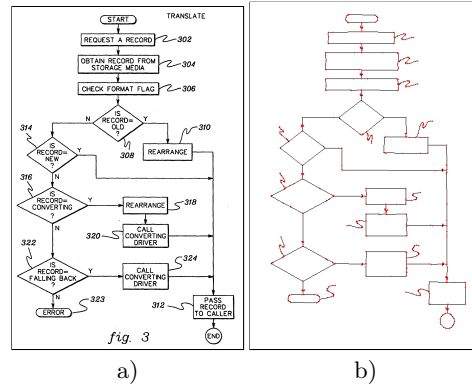 START
TRANSLATE
REQUEST A RECORD
302
OBTAIN RECORD FROM
STORAGE MEDIA
304
CHECK FORMAT FLAG
306
IS
RECORD=
OLD
?
N
Y
308
310
REARRANGE
314
IS
RECORD=
NEW
?
Y
N
316
IS
RECORD=
CONVERTING
?
Y
N
REARRANGE
318
320
CALL
CONVERTING
DRIVER
322
IS
RECORD=
FALLING BACK
?
Y
N
324
CALL
CONVERTING
DRIVER
323
ERROR
312
PASS
RECORD
TO CALLER
END
fig. 3
a)
b)